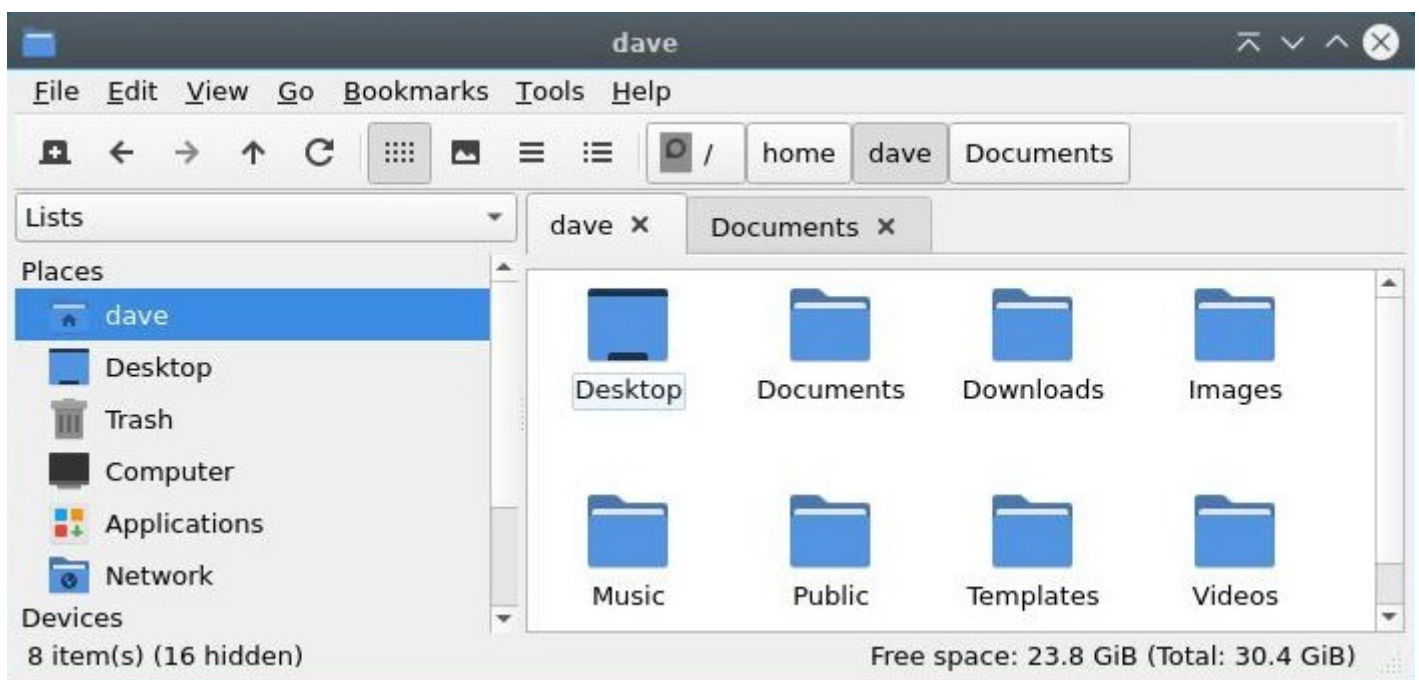 dave
File Edit View Go Bookmarks Tools Help
/ home dave Documents
Lists
dave Documents
Places
dave
Desktop
Trash
Computer
Applications
Network
Devices
Desktop Documents Downloads Images
Music Public Templates Videos
8 item(s) (16 hidden) Free space: 23.8 GiB (Total: 30.4 GiB)